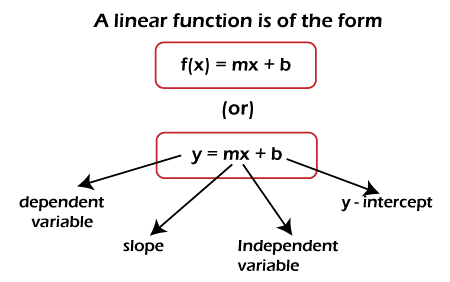 A linear function is of the form
f(x) = mx + b
(or)
y = mx + b
dependent
variable
slope
Independent
variable
y - intercept